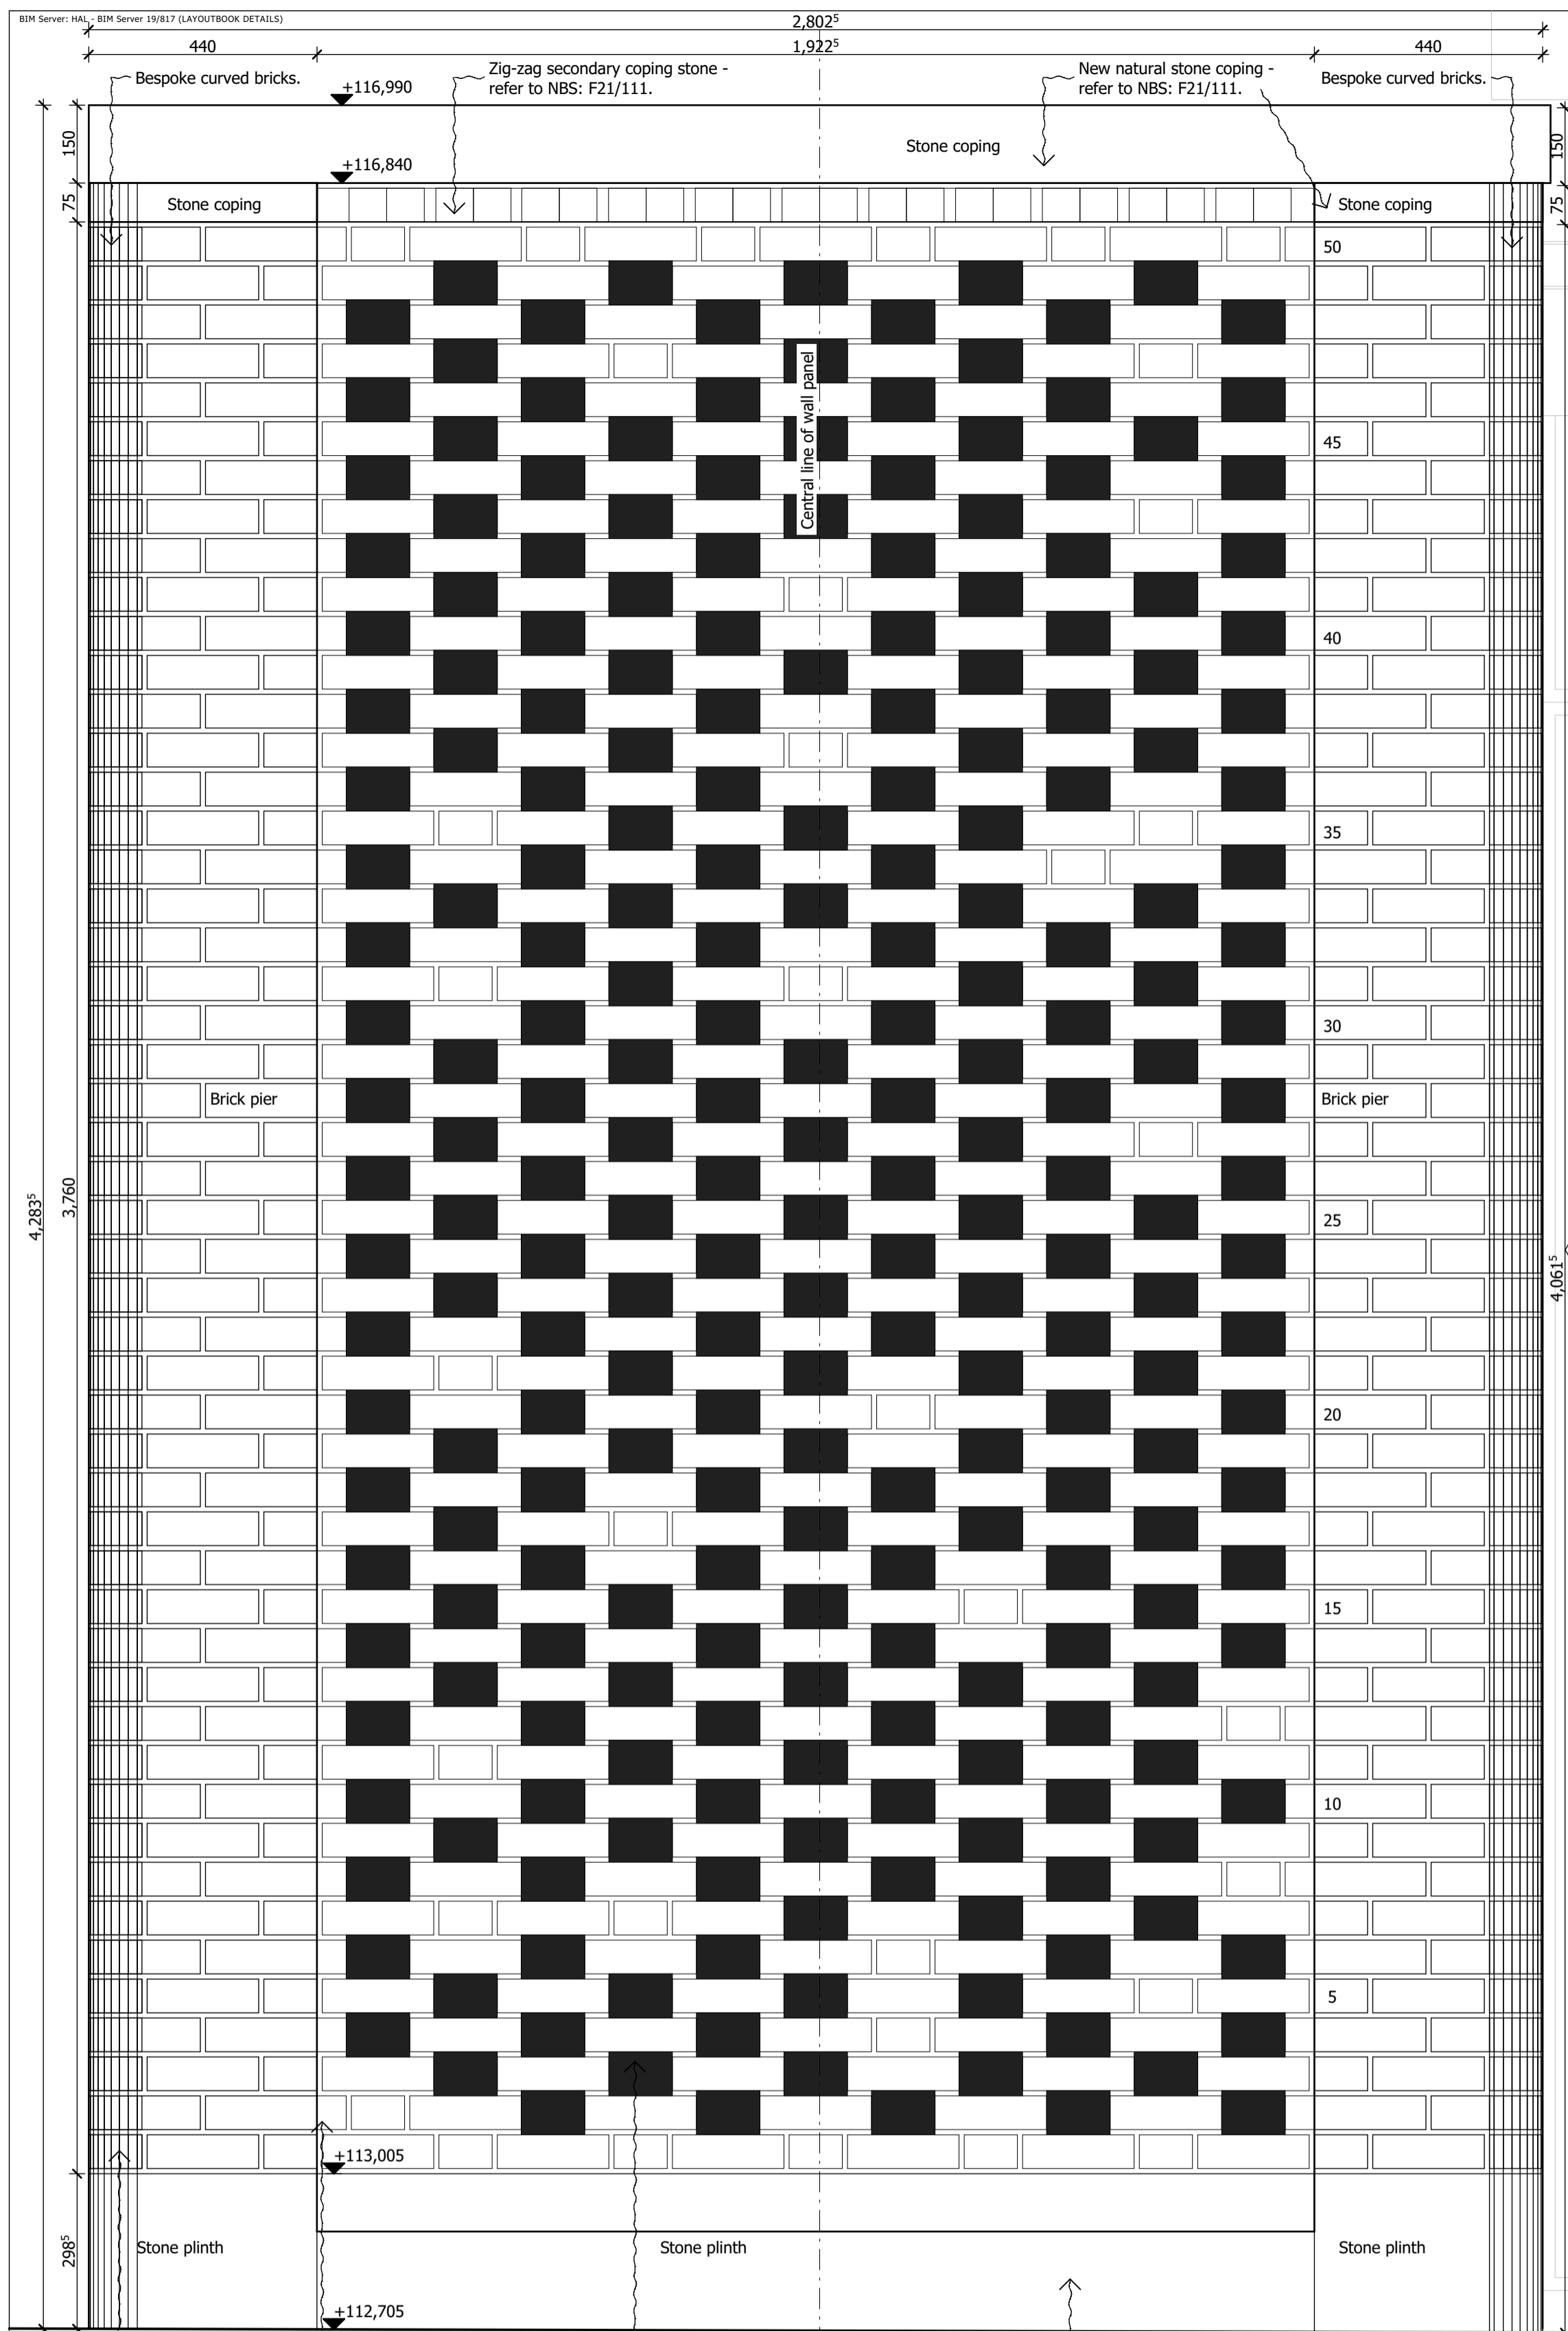 BIM Server: HAL - BIM Server 19/817 (LAYOUTBOOK DETAILS)
2,802⁵
440
1,922⁵
440
Bespoke curved bricks.
Zig-zag secondary coping stone -
refer to NBS: F21/111.
New natural stone coping -
refer to NBS: F21/111.
Bespoke curved bricks.
+116,990
150
Stone coping
150
+116,840
75
Stone coping
Stone coping
75
50
Central line of wall panel
45
40
35
30
Brick pier
Brick pier
4,283⁵
3,760
25
4,061⁵
20
15
10
5
+113,005
298⁵
Stone plinth
Stone plinth
Stone plinth
+112,705